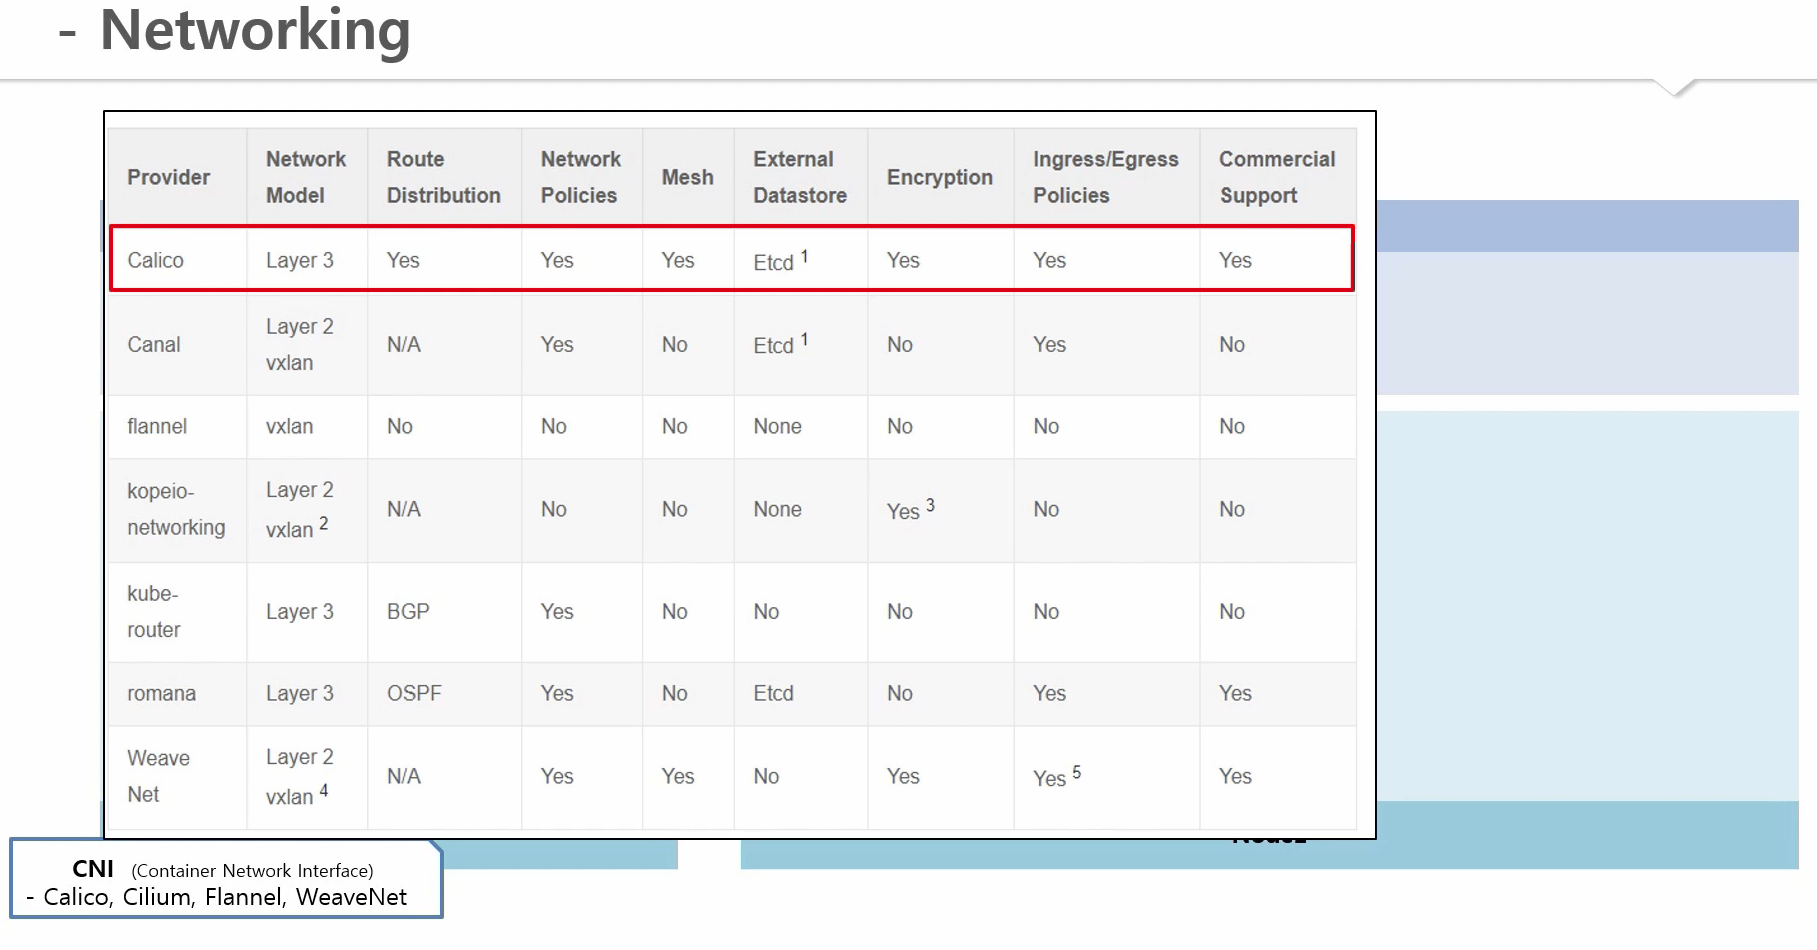 - Networking
Provider Network Model Route Distribution Network Policies Mesh External Datastore Encryption Ingress/Egress Policies Commercial Support
Calico Layer 3 Yes Yes Yes Etcd 1 Yes Yes Yes
Canal Layer 2 vxlan N/A Yes No Etcd 1 No Yes No
flannel vxlan No No No None No No No
kopeio-networking Layer 2 vxlan 2 N/A No No None Yes 3 No No
kube-router Layer 3 BGP Yes No No No No No
romana Layer 3 OSPF Yes No Etcd No Yes Yes
Weave Net Layer 2 vxlan 4 N/A Yes Yes No Yes Yes 5 Yes
CNI (Container Network Interface)
- Calico, Cilium, Flannel, WeaveNet